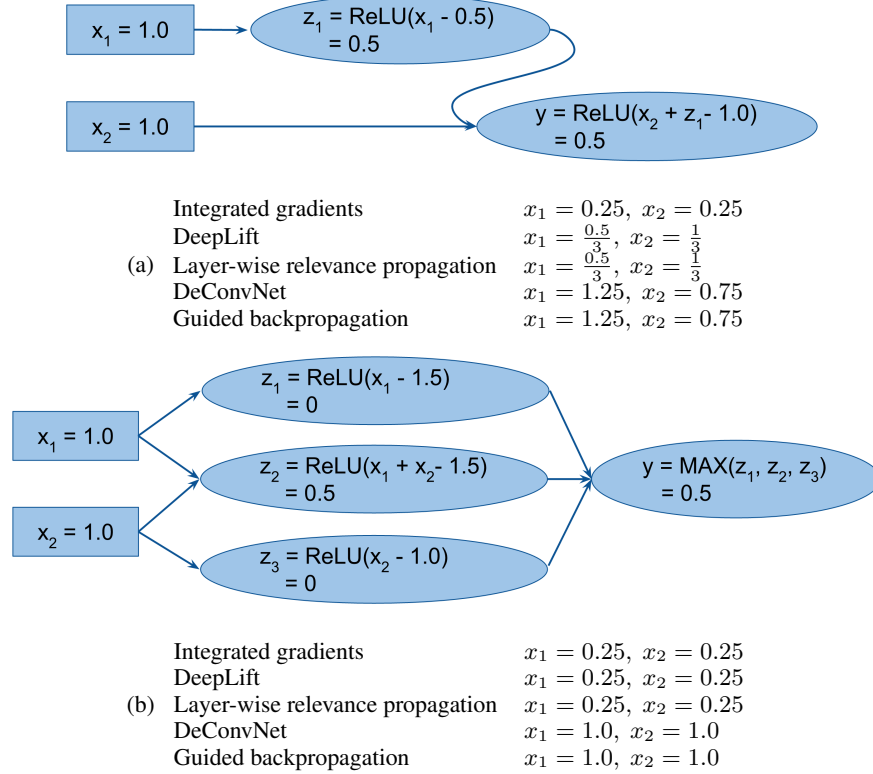 x₁ = 1.0
z₁ = ReLU(x₁ - 0.5)
= 0.5
x₂ = 1.0
y = ReLU(x₂ + z₁- 1.0)
= 0.5
Integrated gradients x₁ = 0.25, x₂ = 0.25
DeepLift x₁ = 0.5/3, x₂ = 1/3
(a) Layer-wise relevance propagation x₁ = 0.5/3, x₂ = 1/3
DeConvNet x₁ = 1.25, x₂ = 0.75
Guided backpropagation x₁ = 1.25, x₂ = 0.75
z₁ = ReLU(x₁ - 1.5)
= 0
x₁ = 1.0
z₂ = ReLU(x₁ + x₂- 1.5)
= 0.5
y = MAX(z₁, z₂, z₃)
= 0.5
x₂ = 1.0
z₃ = ReLU(x₂ - 1.0)
= 0
Integrated gradients x₁ = 0.25, x₂ = 0.25
DeepLift x₁ = 0.25, x₂ = 0.25
(b) Layer-wise relevance propagation x₁ = 0.25, x₂ = 0.25
DeConvNet x₁ = 1.0, x₂ = 1.0
Guided backpropagation x₁ = 1.0, x₂ = 1.0